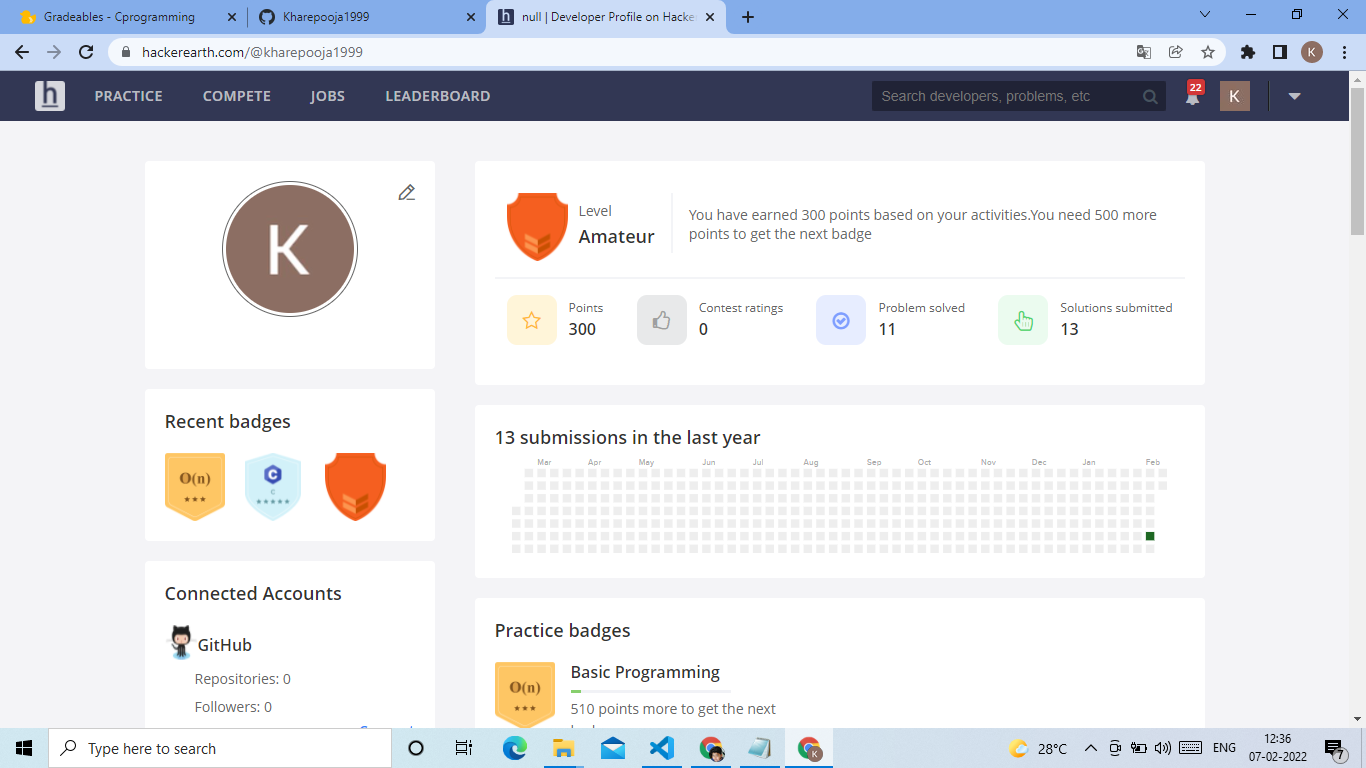 Gradeables - Cprogramming
Kharepooja1999
null | Developer Profile on Hacker
hackerearth.com/@kharepooja1999
K
h
PRACTICE
COMPETE
JOBS
LEADERBOARD
Search developers, problems, etc
22
K
K
Level
Amateur
You have earned 300 points based on your activities.You need 500 more
points to get the next badge
Points
300
Contest ratings
0
Problem solved
11
Solutions submitted
13
Recent badges
O(n)
C
C
13 submissions in the last year
Mar Apr May Jun Jul Aug Sep Oct Nov Dec Jan Feb
Connected Accounts
GitHub
Repositories: 0
Followers: 0
Practice badges
O(n)
Basic Programming
510 points more to get the next
Type here to search
K
28°C
ENG
12:36
07-02-2022
7